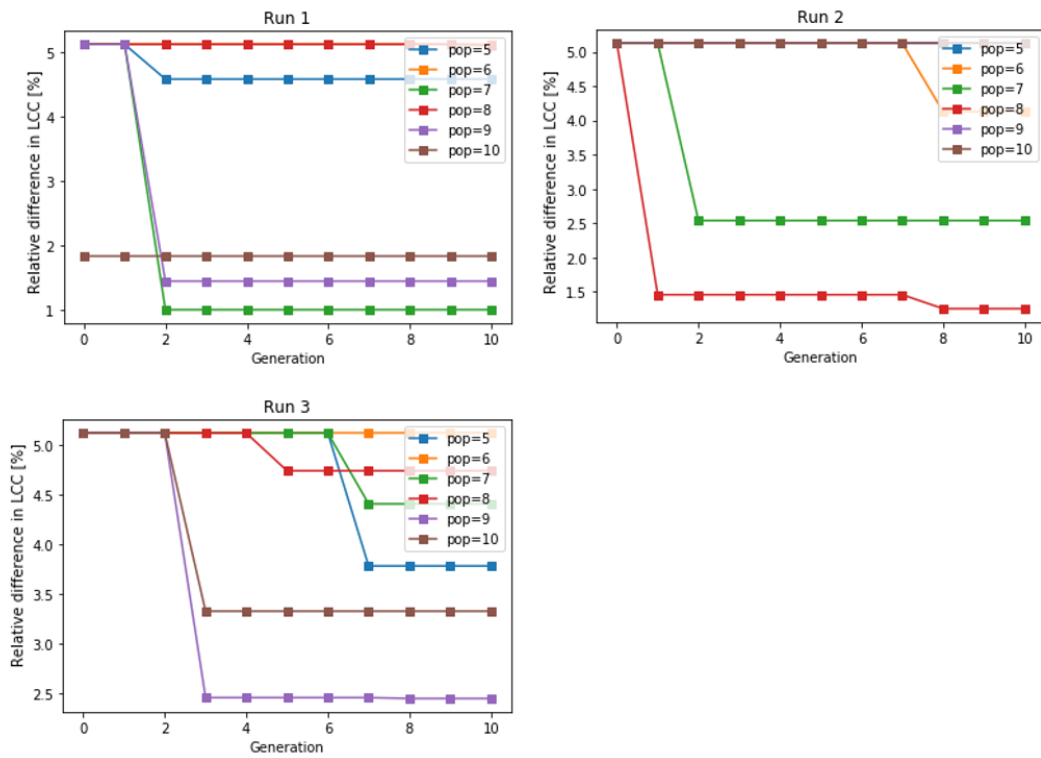 Run 1
Relative difference in LCC [%]
5
4
3
2
1
0
2
4
6
8
10
Generation
pop=5
pop=6
pop=7
pop=8
pop=9
pop=10
Run 2
Relative difference in LCC [%]
5.0
4.5
4.0
3.5
3.0
2.5
2.0
1.5
0
2
4
6
8
10
Generation
pop=5
pop=6
pop=7
pop=8
pop=9
pop=10
Run 3
Relative difference in LCC [%]
5.0
4.5
4.0
3.5
3.0
2.5
0
2
4
6
8
10
Generation
pop=5
pop=6
pop=7
pop=8
pop=9
pop=10